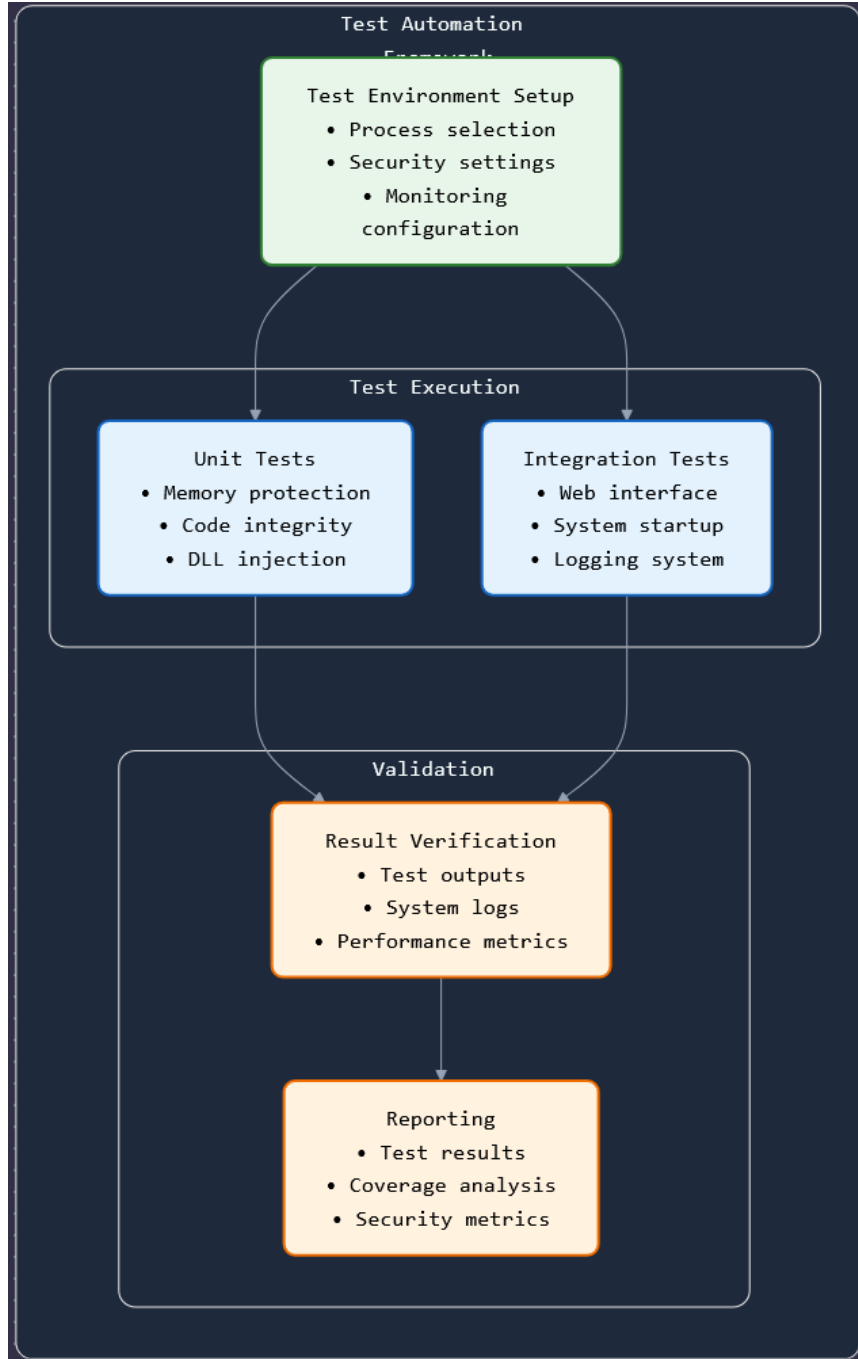 Test Automation
Framework
Test Environment Setup
• Process selection
• Security settings
• Monitoring
configuration
Test Execution
Unit Tests
• Memory protection
• Code integrity
• DLL injection
Integration Tests
• Web interface
• System startup
• Logging system
Validation
Result Verification
• Test outputs
• System logs
• Performance metrics
Reporting
• Test results
• Coverage analysis
• Security metrics